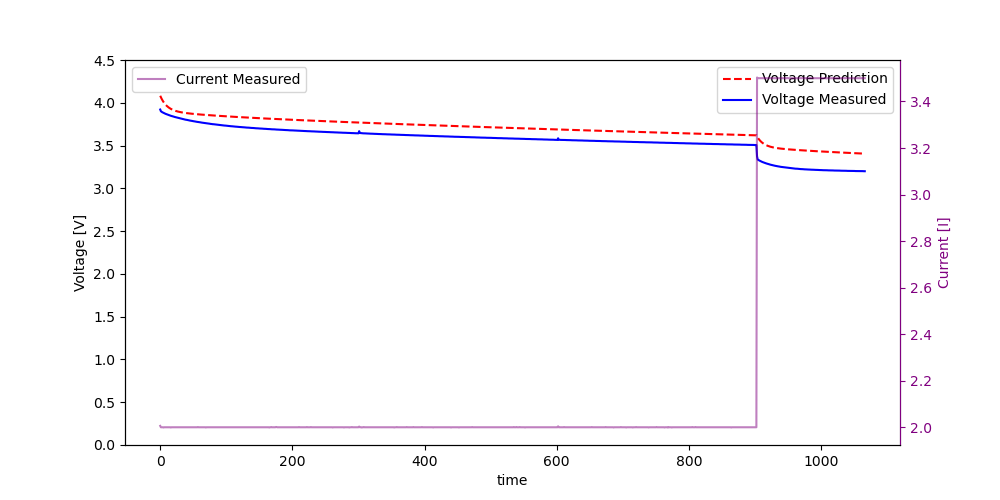 Current Measured
Voltage Prediction
Voltage Measured
4.5
4.0
3.5
3.0
2.5
2.0
1.5
1.0
0.5
0.0
Voltage [V]
3.4
3.2
3.0
2.8
2.6
2.4
2.2
2.0
Current [I]
0 200 400 600 800 1000
time